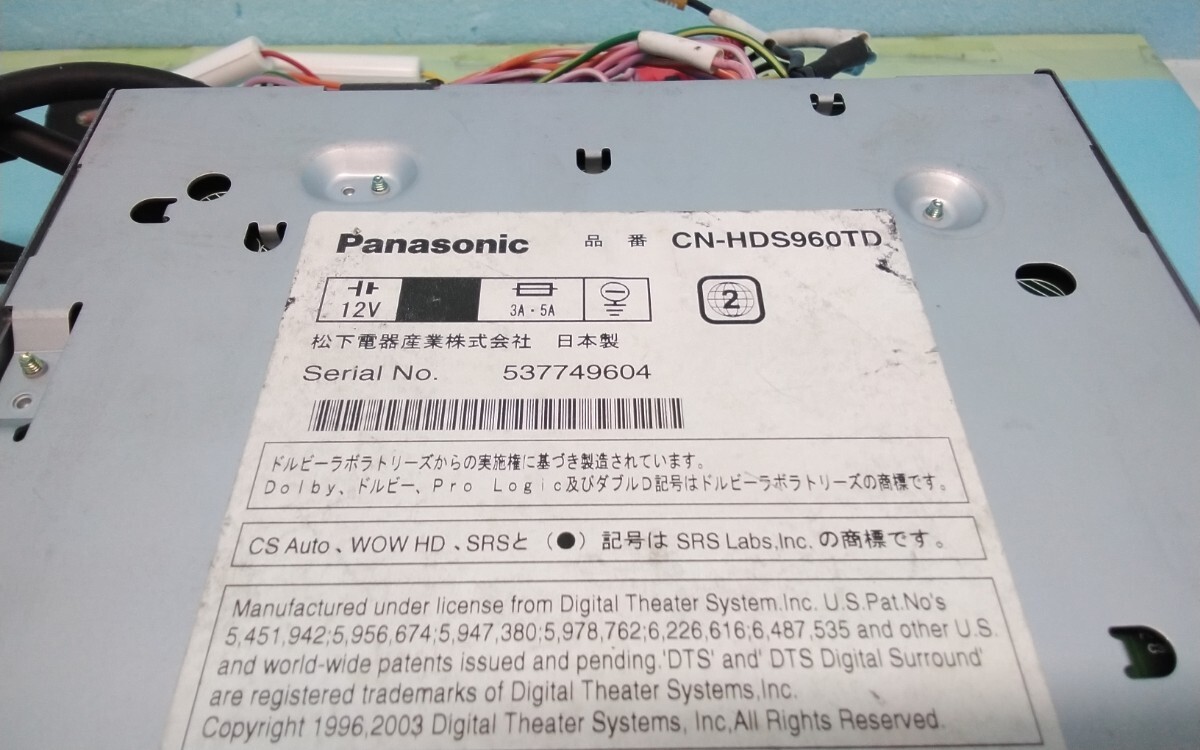 Panasonic 品 番 CN-HDS960TD
12V 3A・5A 2
松下電器産業株式会社 日本製
Serial No. 537749604
ドルビーラボラトリーズからの実施権に基づき製造されています。
Dolby、ドルビー、Pro Logic及びダブルD記号はドルビーラボラトリーズの商標です。
CS Auto、WOW HD、SRSと（●）記号は SRS Labs,Inc. の商標です。
Manufactured under license from Digital Theater System.Inc. U.S.Pat.No's
5,451,942;5,956,674;5,947,380;5,978,762;6,226,616;6,487,535 and other U.S.
and world-wide patents issued and pending.'DTS' and' DTS Digital Surround'
are registered trademarks of Digital Theater Systems,Inc.
Copyright 1996,2003 Digital Theater Systems, Inc,All Rights Reserved.